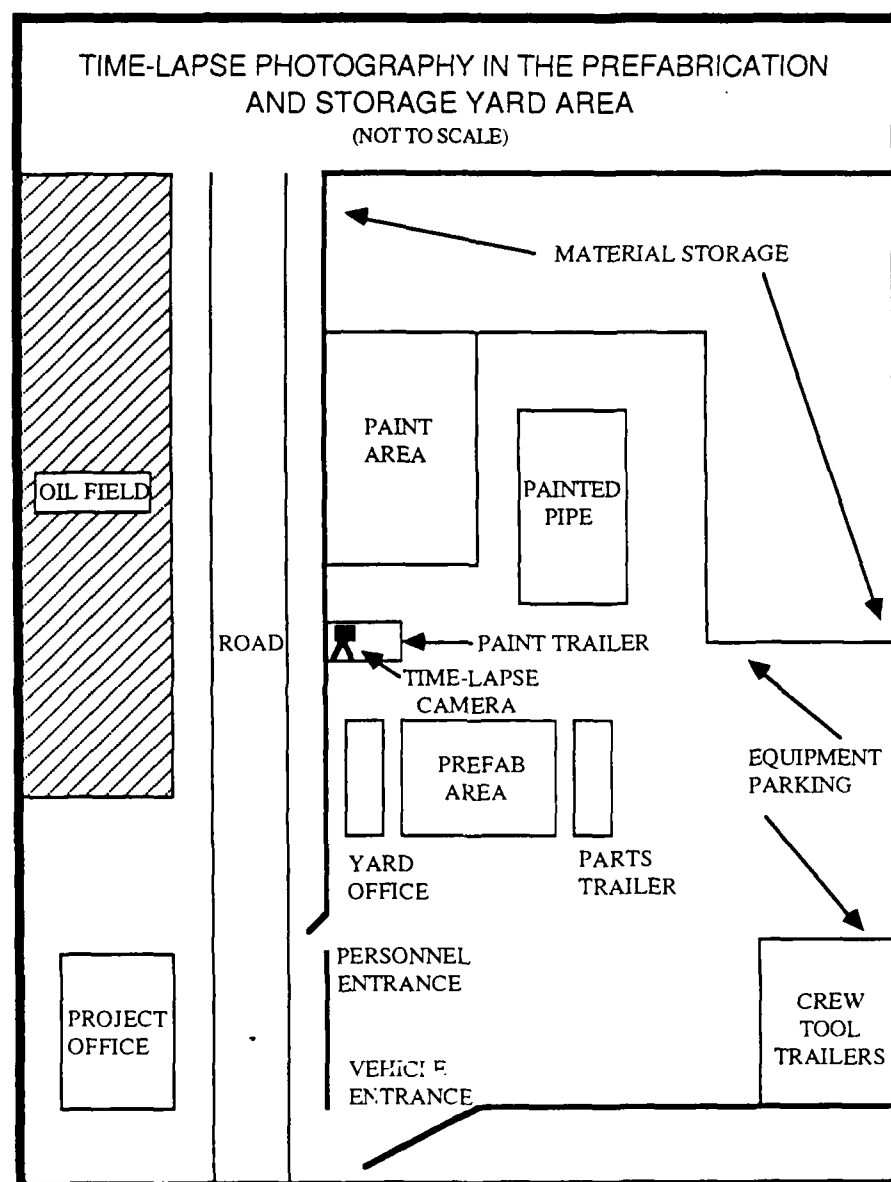 TIME-LAPSE PHOTOGRAPHY IN THE PREFABRICATION
AND STORAGE YARD AREA
(NOT TO SCALE)
MATERIAL STORAGE
PAINT
AREA
OIL FIELD
PAINTED
PIPE
ROAD
PAINT TRAILER
TIME-LAPSE
CAMERA
PREFAB
AREA
EQUIPMENT
PARKING
YARD
OFFICE
PARTS
TRAILER
PERSONNEL
ENTRANCE
PROJECT
OFFICE
CREW
TOOL
TRAILERS
VEHICLE
ENTRANCE